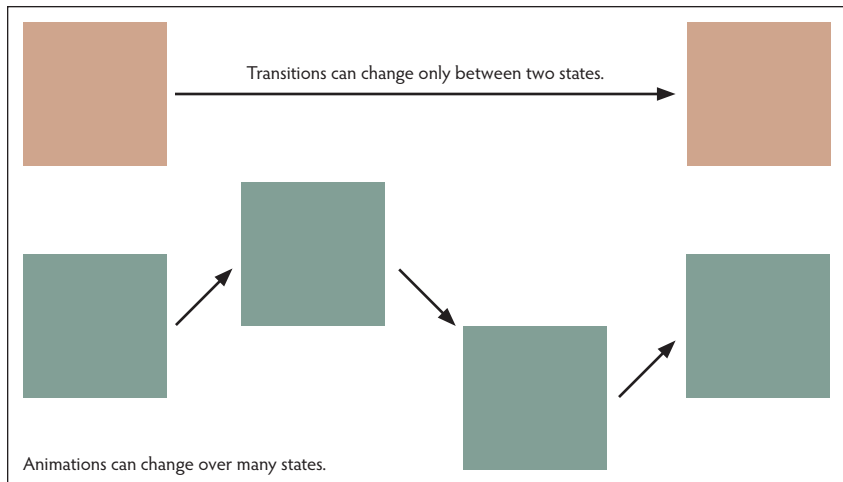 Transitions can change only between two states.
Animations can change over many states.